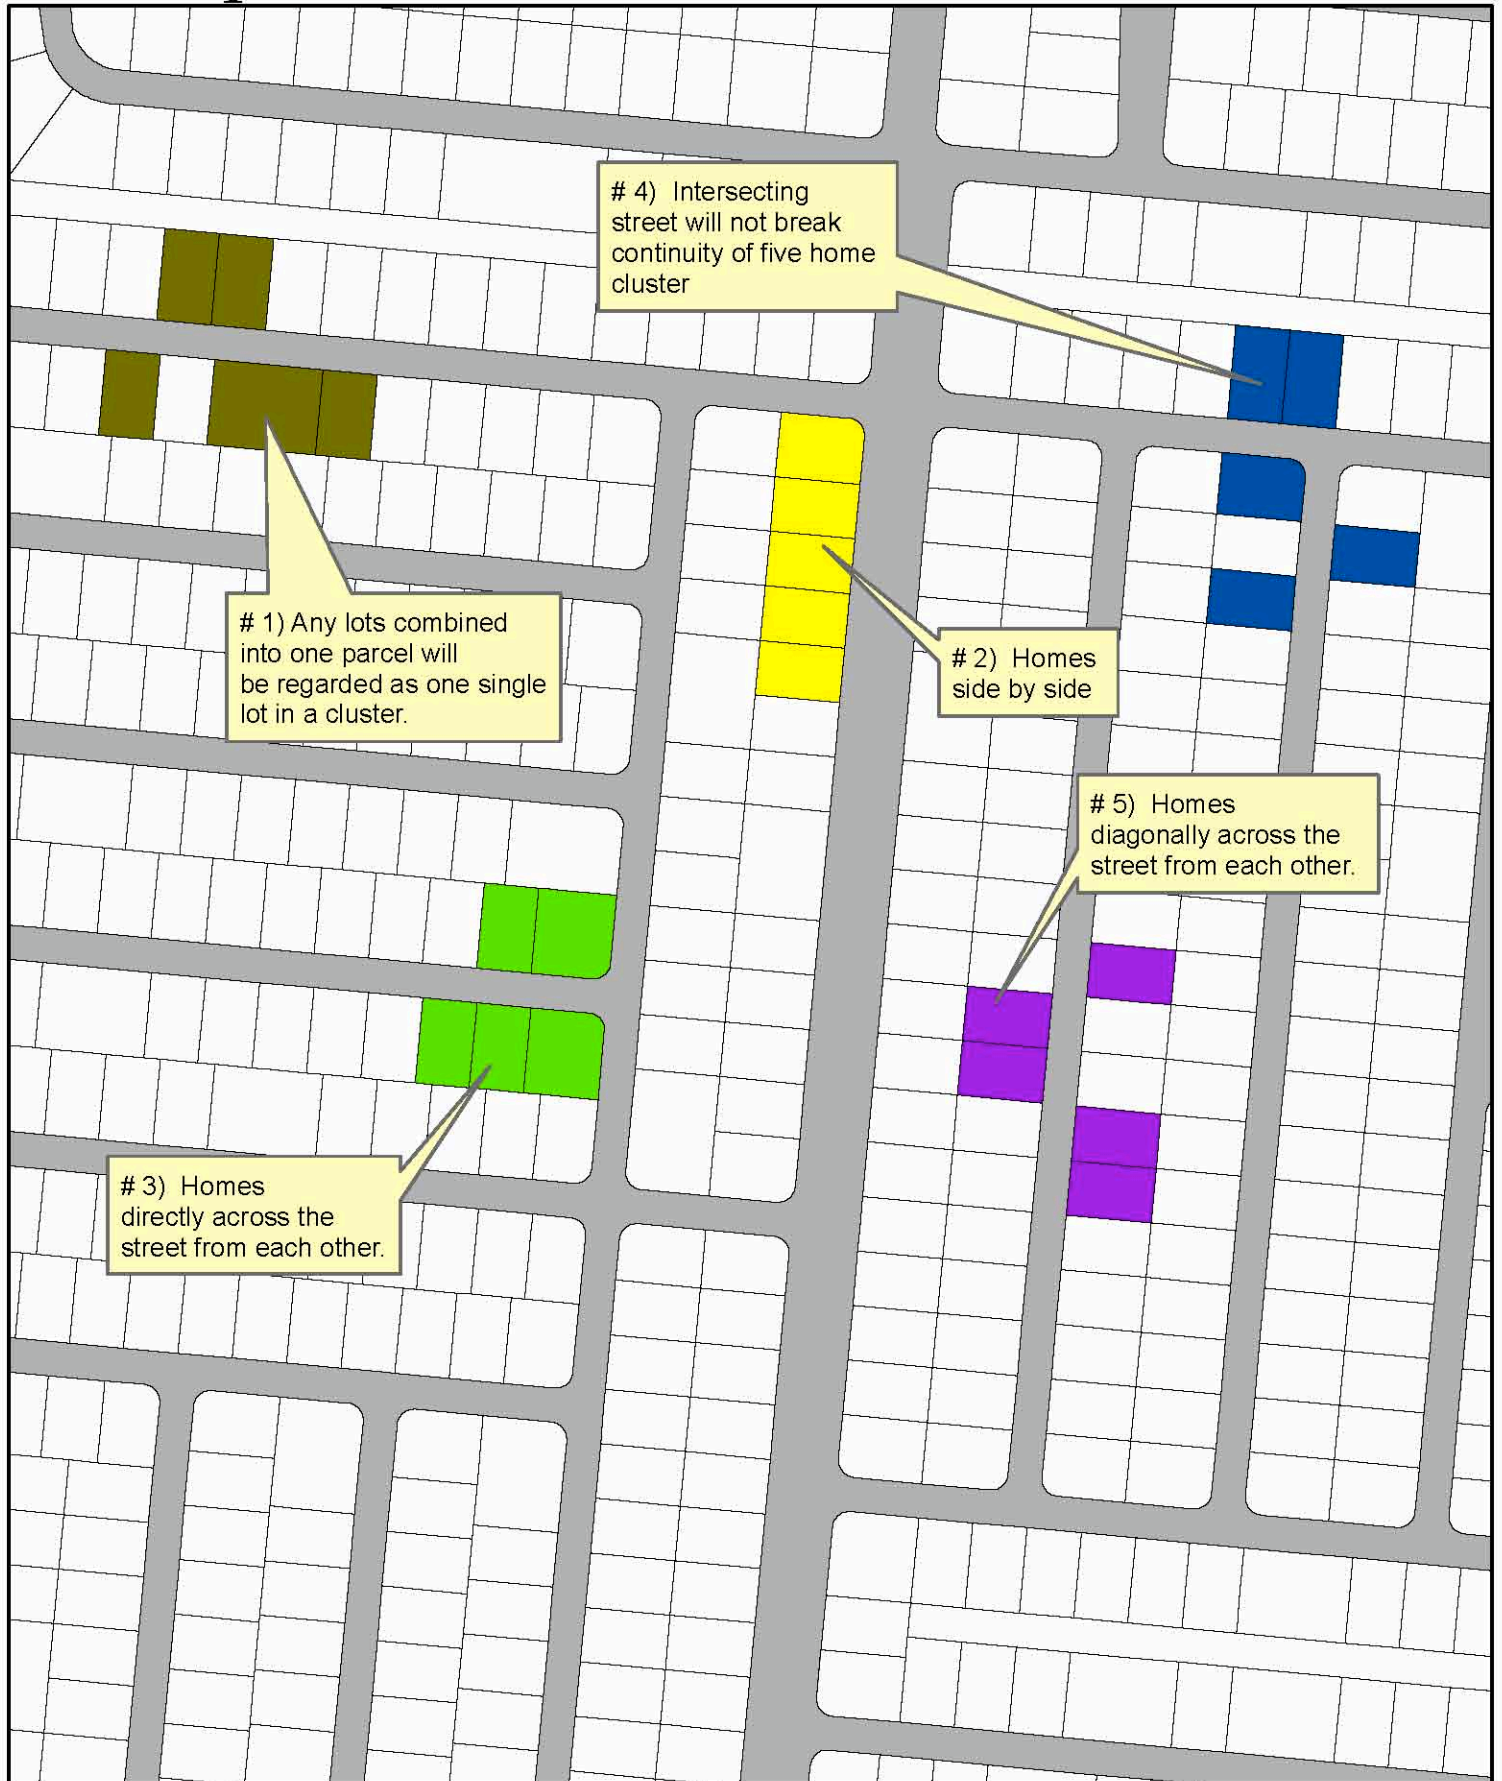 # 4) Intersecting
street will not break
continuity of five home
cluster
# 1) Any lots combined
into one parcel will
be regarded as one single
lot in a cluster.
# 2) Homes
side by side
# 5) Homes
diagonally across the
street from each other.
# 3) Homes
directly across the
street from each other.